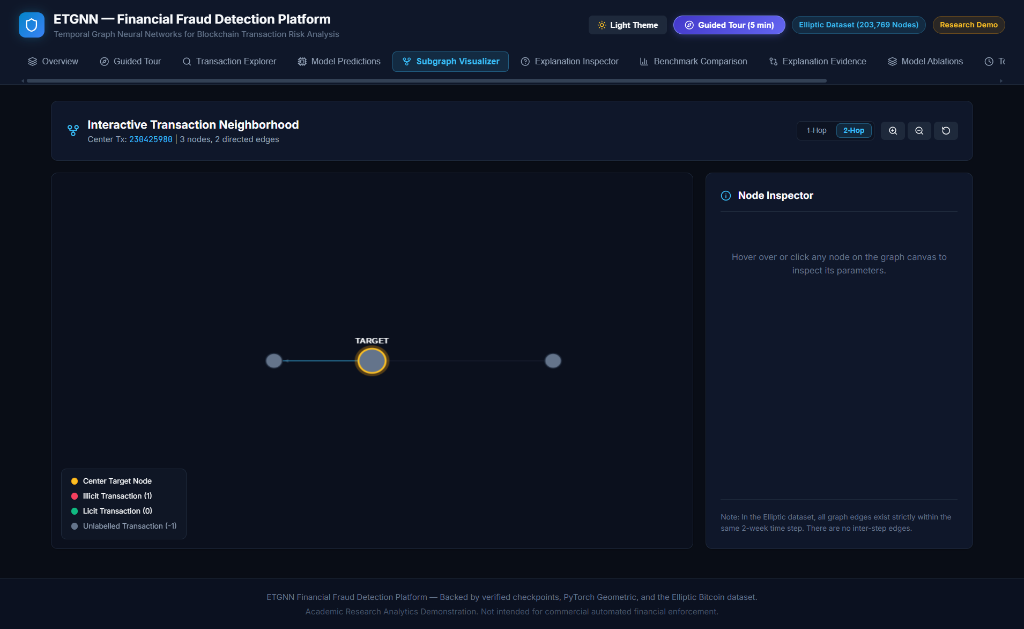 ETGNN — Financial Fraud Detection Platform
Temporal Graph Neural Networks for Blockchain Transaction Risk Analysis
Light Theme
Guided Tour (5 min)
Elliptic Dataset (203,769 Nodes)
Research Demo
Overview
Guided Tour
Transaction Explorer
Model Predictions
Subgraph Visualizer
Explanation Inspector
Benchmark Comparison
Explanation Evidence
Model Ablations
Interactive Transaction Neighborhood
Center Tx: 230425980 | 3 nodes, 2 directed edges
1-Hop
2-Hop
TARGET
Center Target Node
Illicit Transaction (1)
Licit Transaction (0)
Unlabelled Transaction (-1)
Node Inspector
Hover over or click any node on the graph canvas to
inspect its parameters.
Note: In the Elliptic dataset, all graph edges exist strictly within the
same 2-week time step. There are no inter-step edges.
ETGNN Financial Fraud Detection Platform — Backed by verified checkpoints, PyTorch Geometric, and the Elliptic Bitcoin dataset.
Academic Research Analytics Demonstration. Not intended for commercial automated financial enforcement.